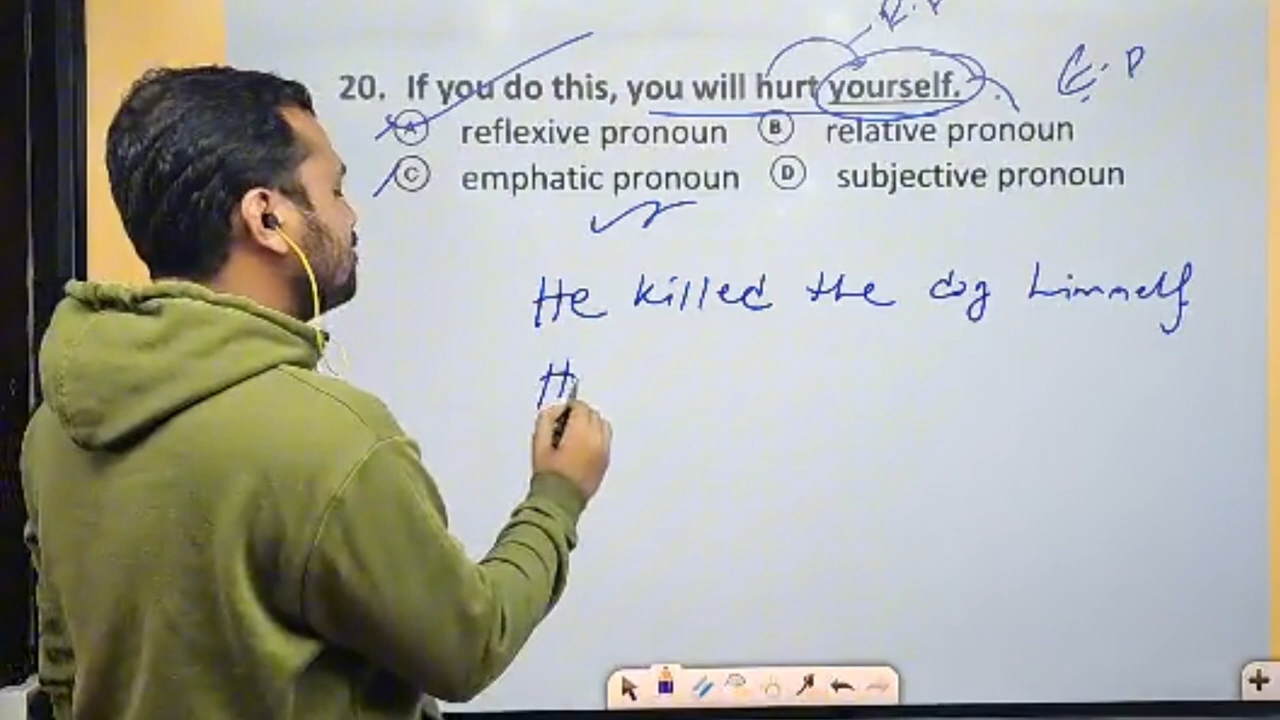 R.P
20. If you do this, you will hurt yourself. E.P
A reflexive pronoun B relative pronoun
C emphatic pronoun D subjective pronoun
He killed the dog himself
H